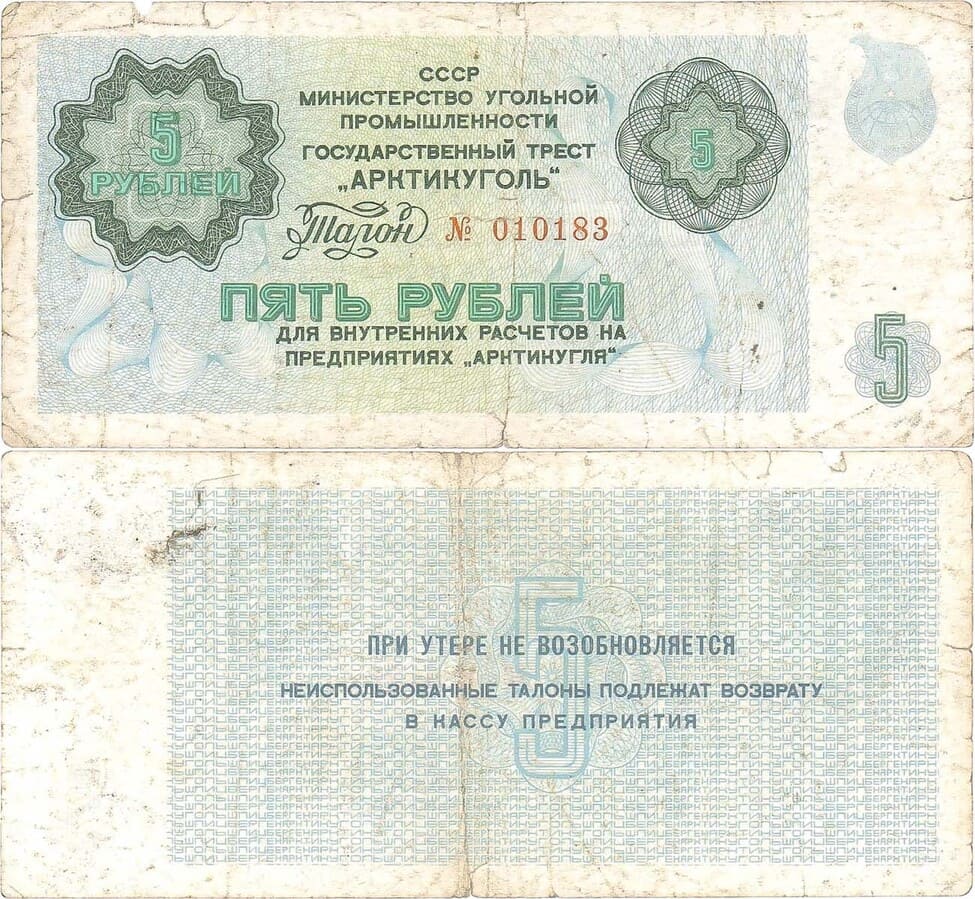 СССР
МИНИСТЕРСТВО УГОЛЬНОЙ
ПРОМЫШЛЕННОСТИ
ГОСУДАРСТВЕННЫЙ ТРЕСТ
„АРКТИКУГОЛЬ“
5
РУБЛЕЙ
5
Талон № 010183
ПЯТЬ РУБЛЕЙ
ДЛЯ ВНУТРЕННИХ РАСЧЕТОВ НА
ПРЕДПРИЯТИЯХ „АРКТИКУГЛЯ“
5
5
ПРИ УТЕРЕ НЕ ВОЗОБНОВЛЯЕТСЯ
НЕИСПОЛЬЗОВАННЫЕ ТАЛОНЫ ПОДЛЕЖАТ ВОЗВРАТУ
В КАССУ ПРЕДПРИЯТИЯ